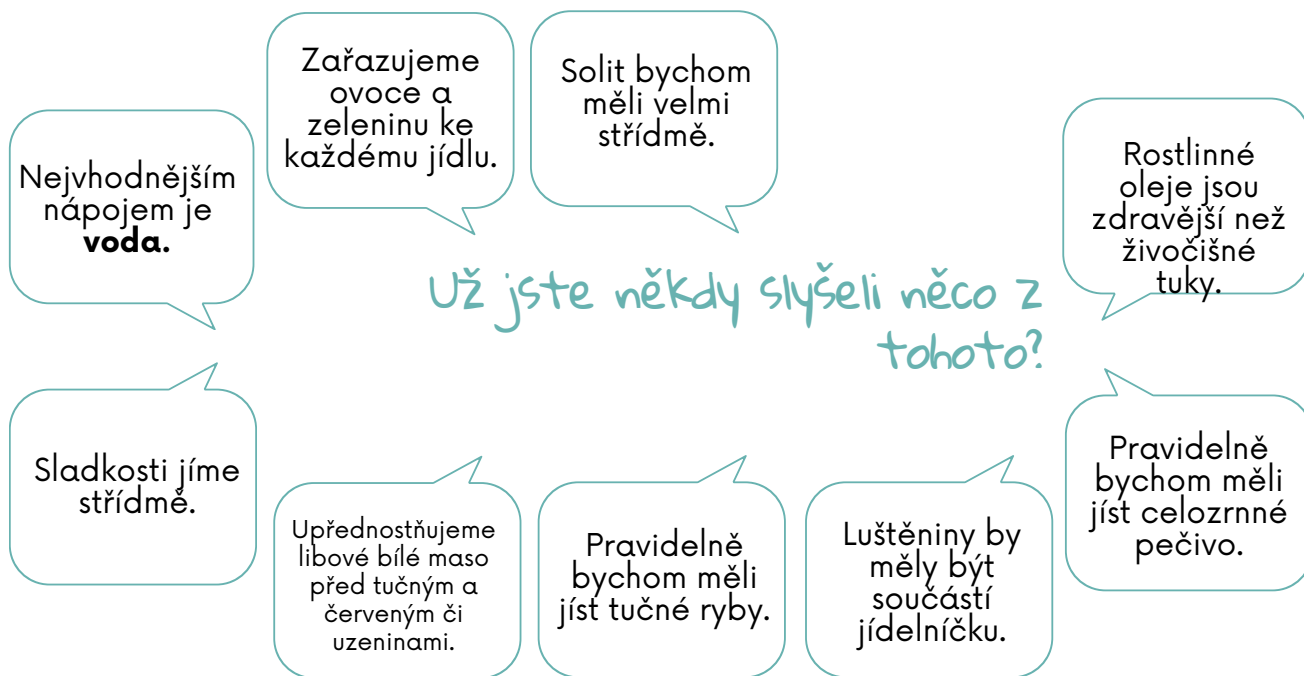 Zařazujeme
ovoce a
zeleninu ke
každému jídlu.
Solit bychom
měli velmi
střídmě.
Nejvhodnějším
nápojem je
voda.
Rostlinné
oleje jsou
zdravější než
živočišné
tuky.
Už jste někdy slyšeli něco z
tohoto?
Sladkosti jíme
střídmě.
Upřednostňujeme
libové bílé maso
před tučným a
červeným či
uzeninami.
Pravidelně
bychom měli
jíst tučné ryby.
Luštěniny by
měly být
součástí
jídelníčku.
Pravidelně
bychom měli
jíst celozrnné
pečivo.